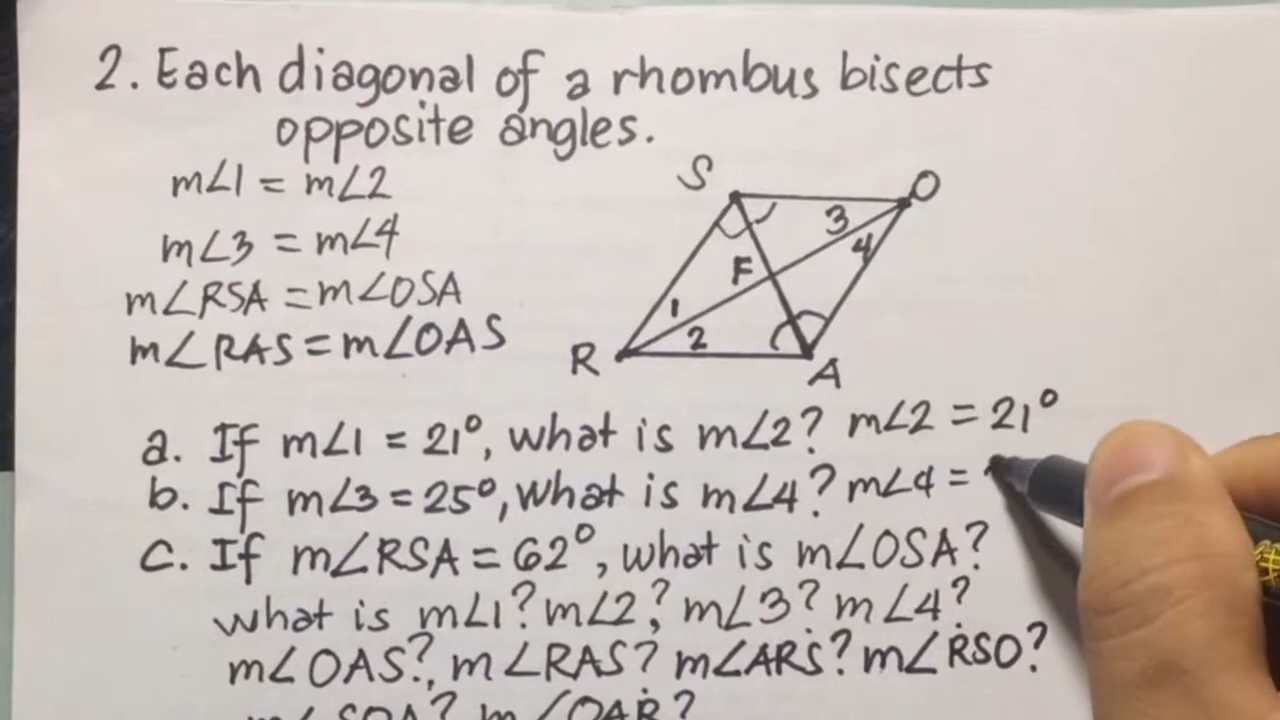 2. Each diagonal of a rhombus bisects
opposite angles.
m∠1 = m∠2
m∠3 = m∠4
m∠RSA = m∠OSA
m∠RAS = m∠OAS
S
O
3
4
F
1
2
R
A
a. If m∠1 = 21°, what is m∠2? m∠2 = 21°
b. If m∠3 = 25°, what is m∠4? m∠4 =
c. If m∠RSA = 62°, what is m∠OSA?
what is m∠1? m∠2? m∠3? m∠4?
m∠OAS? m∠RAS? m∠ARS? m∠RSO?
m∠SOA? m∠OAR?